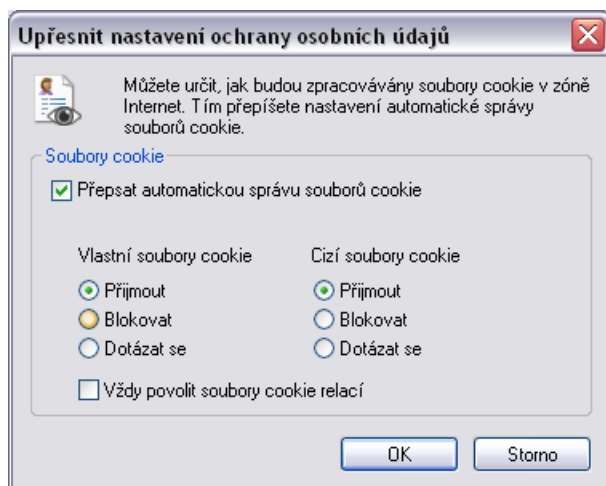 Upřesnit nastavení ochrany osobních údajů
Můžete určit, jak budou zpracovávány soubory cookie v zóně
Internet. Tím přepíšete nastavení automatické správy
souborů cookie.
Soubory cookie
Přepsat automatickou správu souborů cookie
Vlastní soubory cookie
Přijmout
Blokovat
Dotázat se
Cizí soubory cookie
Přijmout
Blokovat
Dotázat se
Vždy povolit soubory cookie relací
OK
Storno